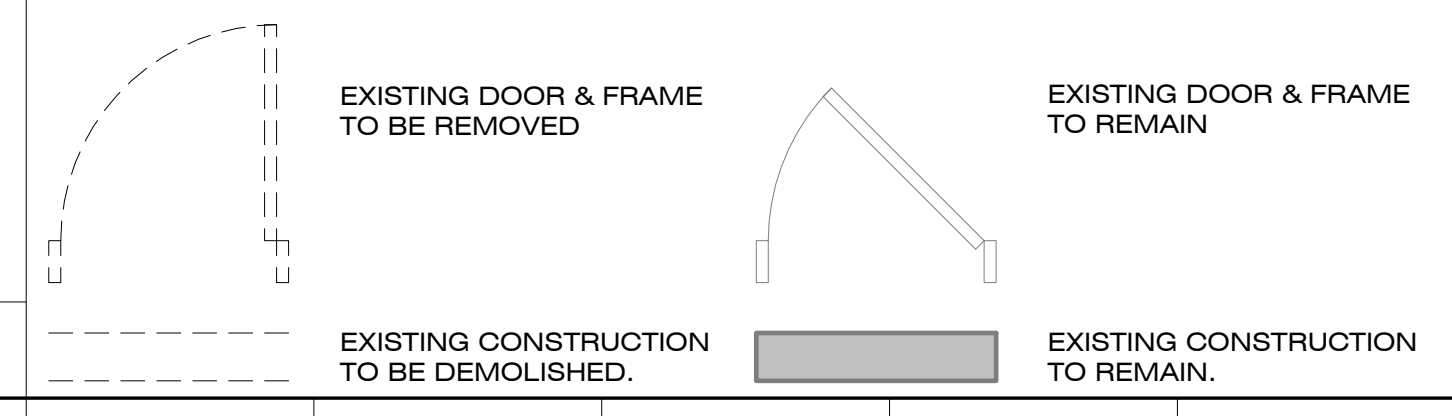 EXISTING DOOR & FRAME
TO BE REMOVED
EXISTING DOOR & FRAME
TO REMAIN
EXISTING CONSTRUCTION
TO BE DEMOLISHED.
EXISTING CONSTRUCTION
TO REMAIN.